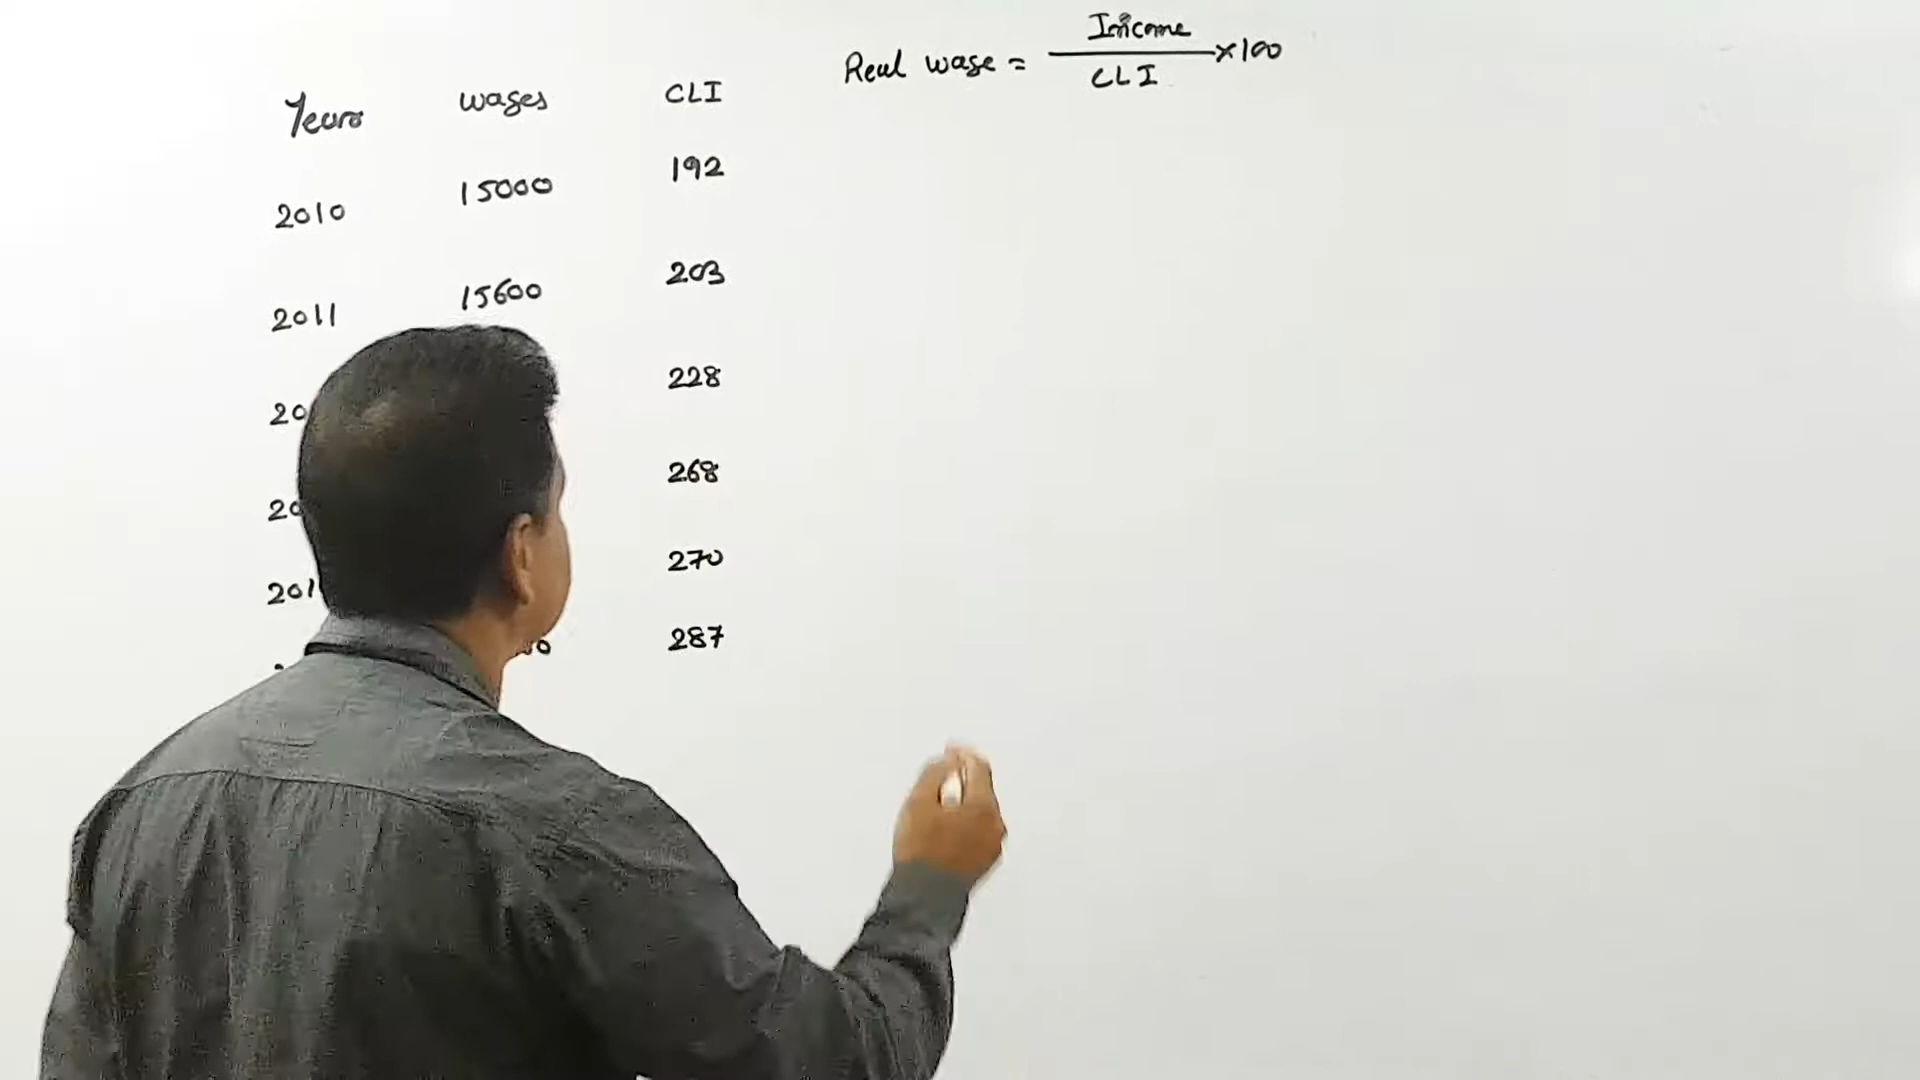 Real wage = Income / CLI × 100
Years wages CLI
2010 15000 192
2011 15600 203
228
268
270
287